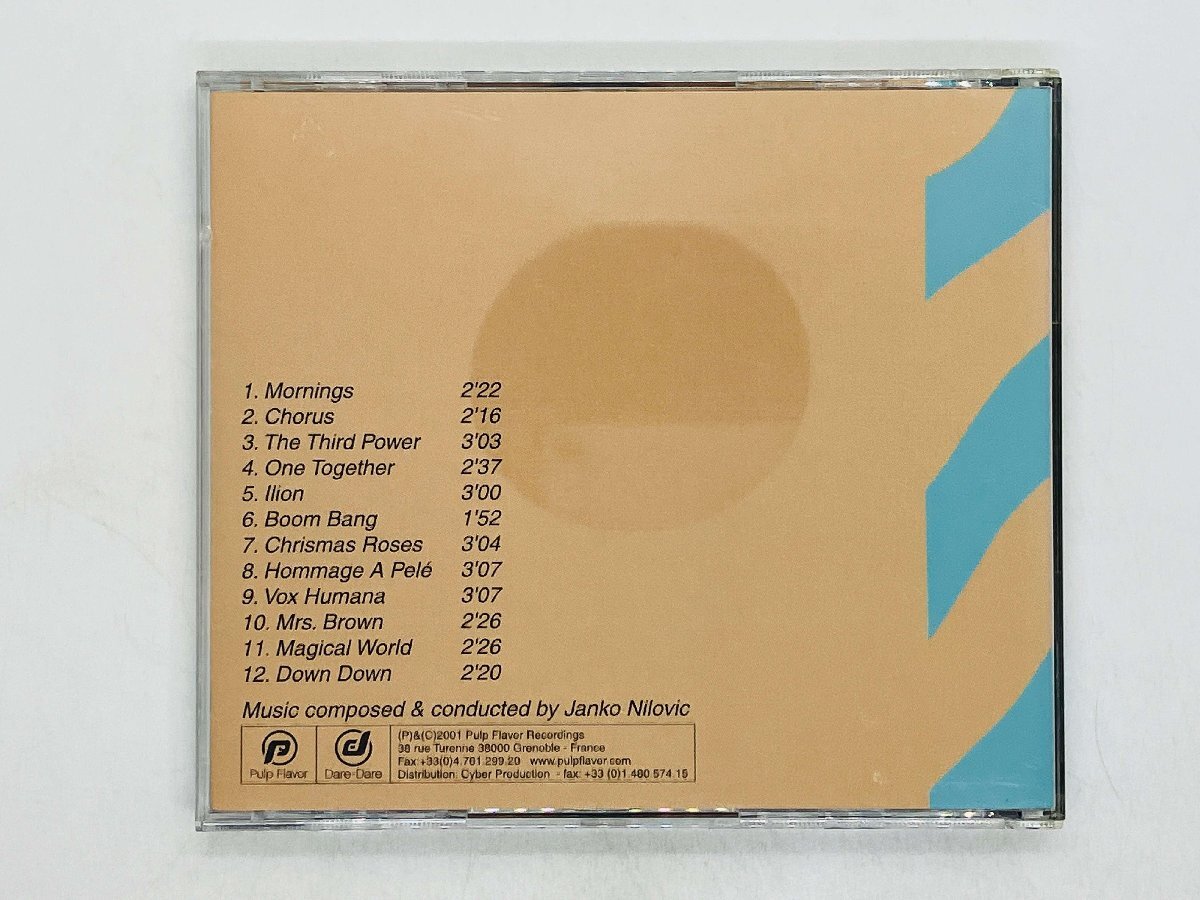 1. Mornings 2'22
2. Chorus 2'16
3. The Third Power 3'03
4. One Together 2'37
5. Ilion 3'00
6. Boom Bang 1'52
7. Chrismas Roses 3'04
8. Hommage A Pelé 3'07
9. Vox Humana 3'07
10. Mrs. Brown 2'26
11. Magical World 2'26
12. Down Down 2'20
Music composed & conducted by Janko Nilovic
Pulp Flavor
Dare-Dare
(P)&(C)2001 Pulp Flavor Recordings
38 rue Turenne 38000 Grenoble - France
Fax:+33(0)4.761.299.20 www.pulpflavor.com
Distribution: Cyber Production - fax: +33 (0)1.480 574 15